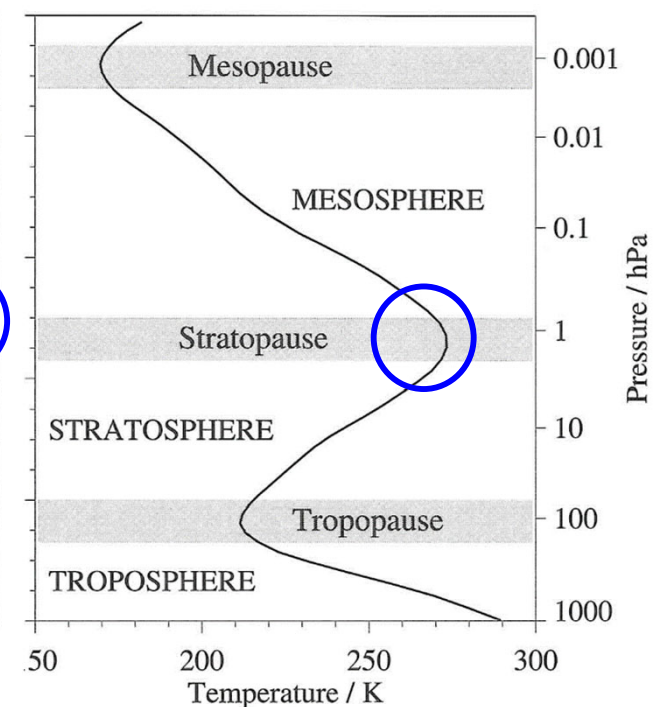 Mesopause
0.001
0.01
MESOSPHERE
0.1
Stratopause
1
STRATOSPHERE
10
Tropopause
100
TROPOSPHERE
1000
Pressure / hPa
.50 200 250 300
Temperature / K